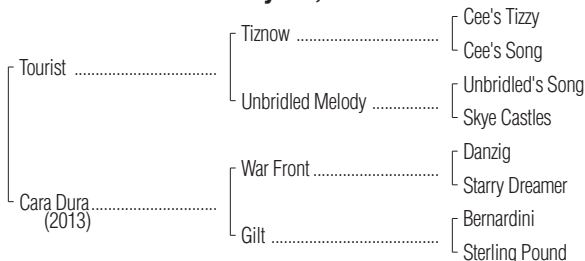 Cee's Tizzy
Tiznow
Cee's Song
Tourist
Unbridled's Song
Unbridled Melody
Skye Castles
Danzig
War Front
Starry Dreamer
Cara Dura
(2013)
Bernardini
Gilt
Sterling Pound